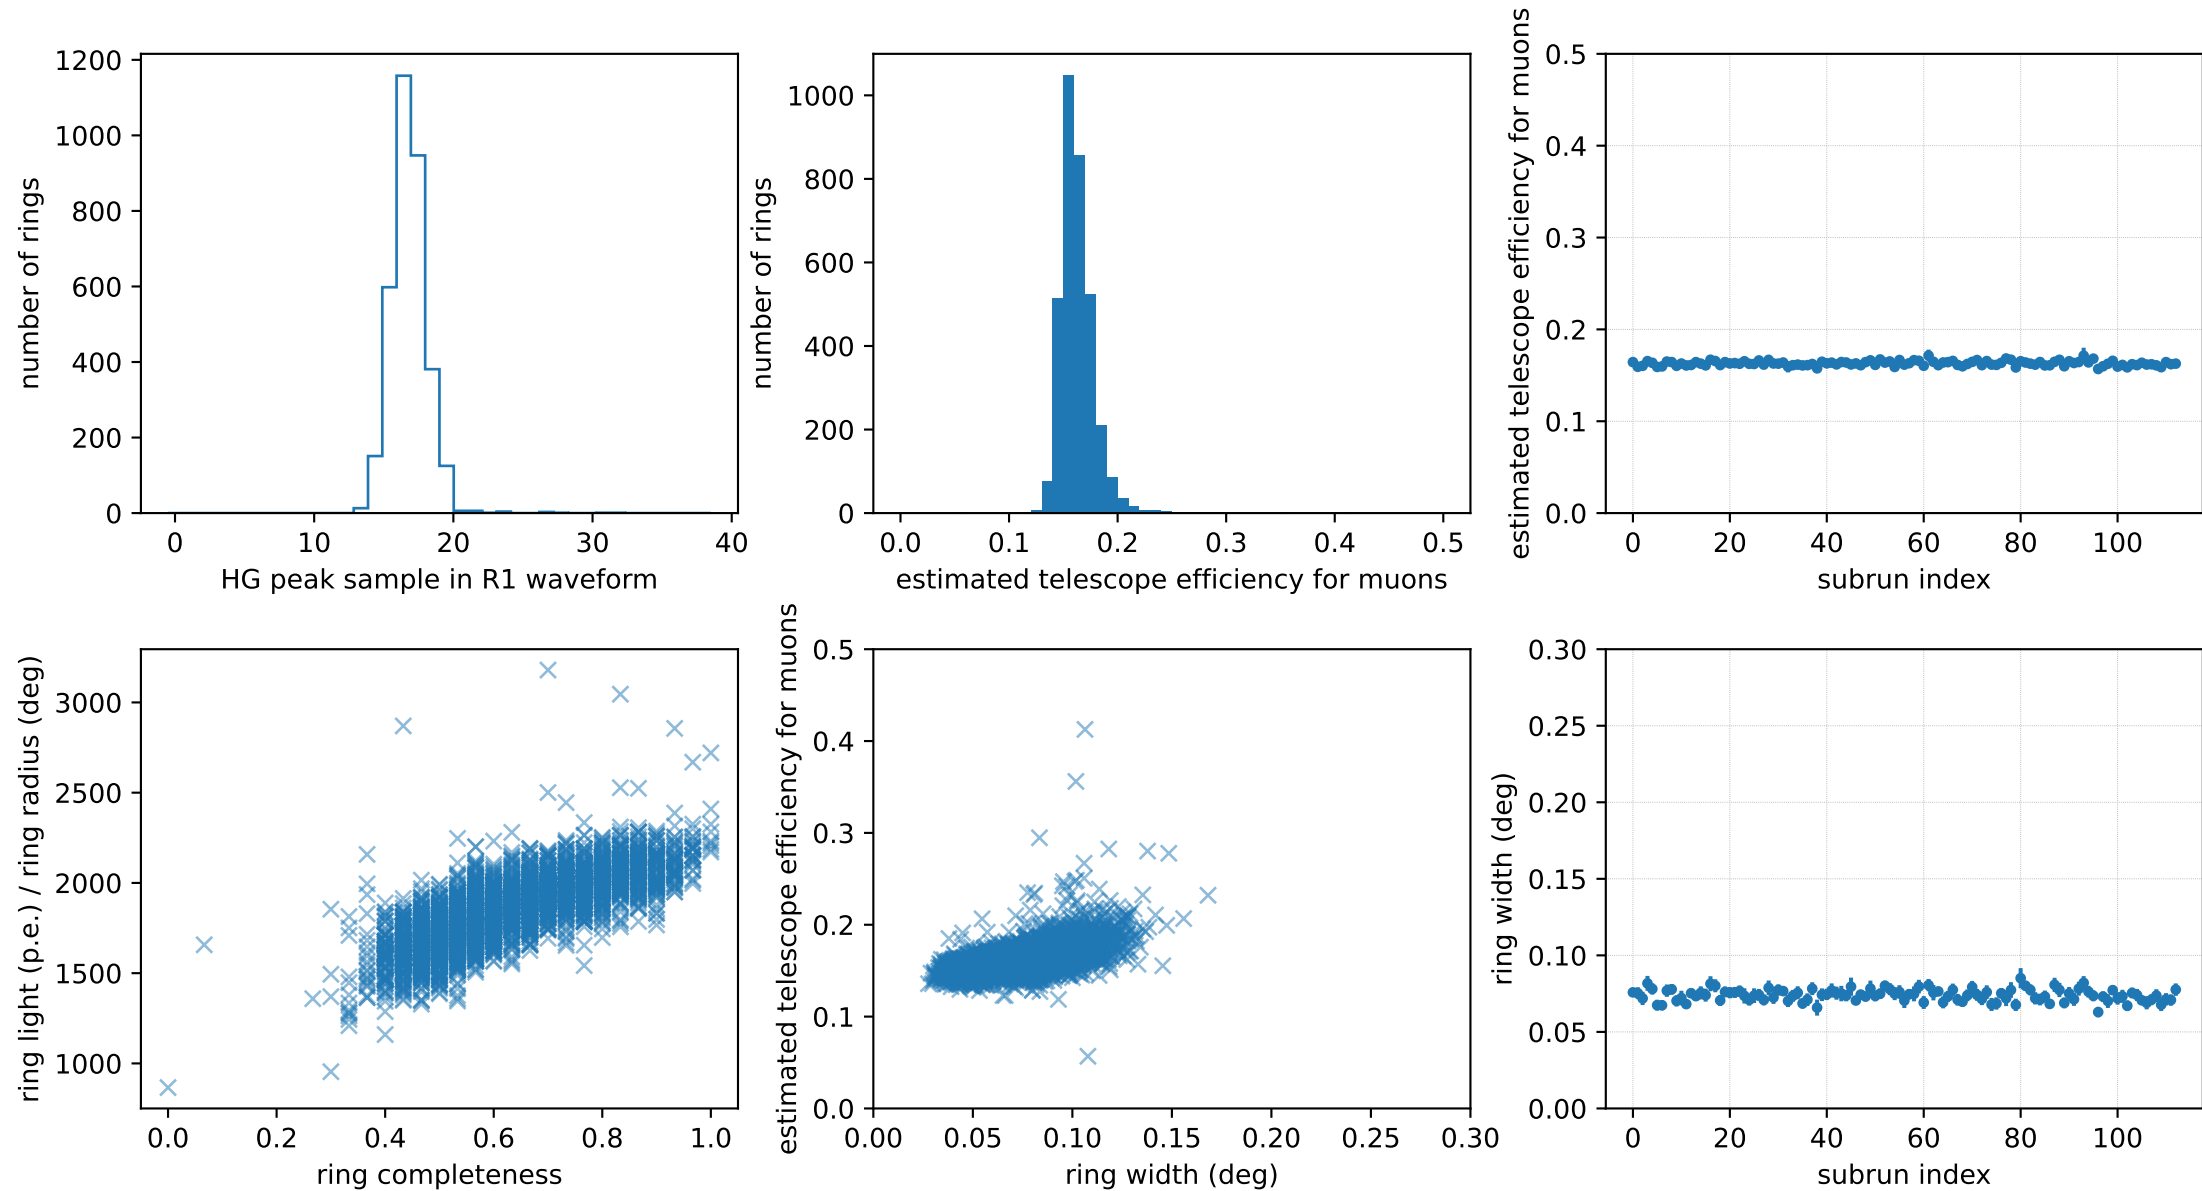 number of rings
1200
1000
800
600
400
200
0
0 10 20 30 40
HG peak sample in R1 waveform
number of rings
1000
800
600
400
200
0
0.0 0.1 0.2 0.3 0.4 0.5
estimated telescope efficiency for muons
estimated telescope efficiency for muons
0.5
0.4
0.3
0.2
0.1
0.0
0 20 40 60 80 100
subrun index
ring light (p.e.) / ring radius (deg)
3000
2500
2000
1500
1000
0.0 0.2 0.4 0.6 0.8 1.0
ring completeness
estimated telescope efficiency for muons
0.5
0.4
0.3
0.2
0.1
0.0
0.00 0.05 0.10 0.15 0.20 0.25 0.30
ring width (deg)
ring width (deg)
0.30
0.25
0.20
0.15
0.10
0.05
0.00
0 20 40 60 80 100
subrun index